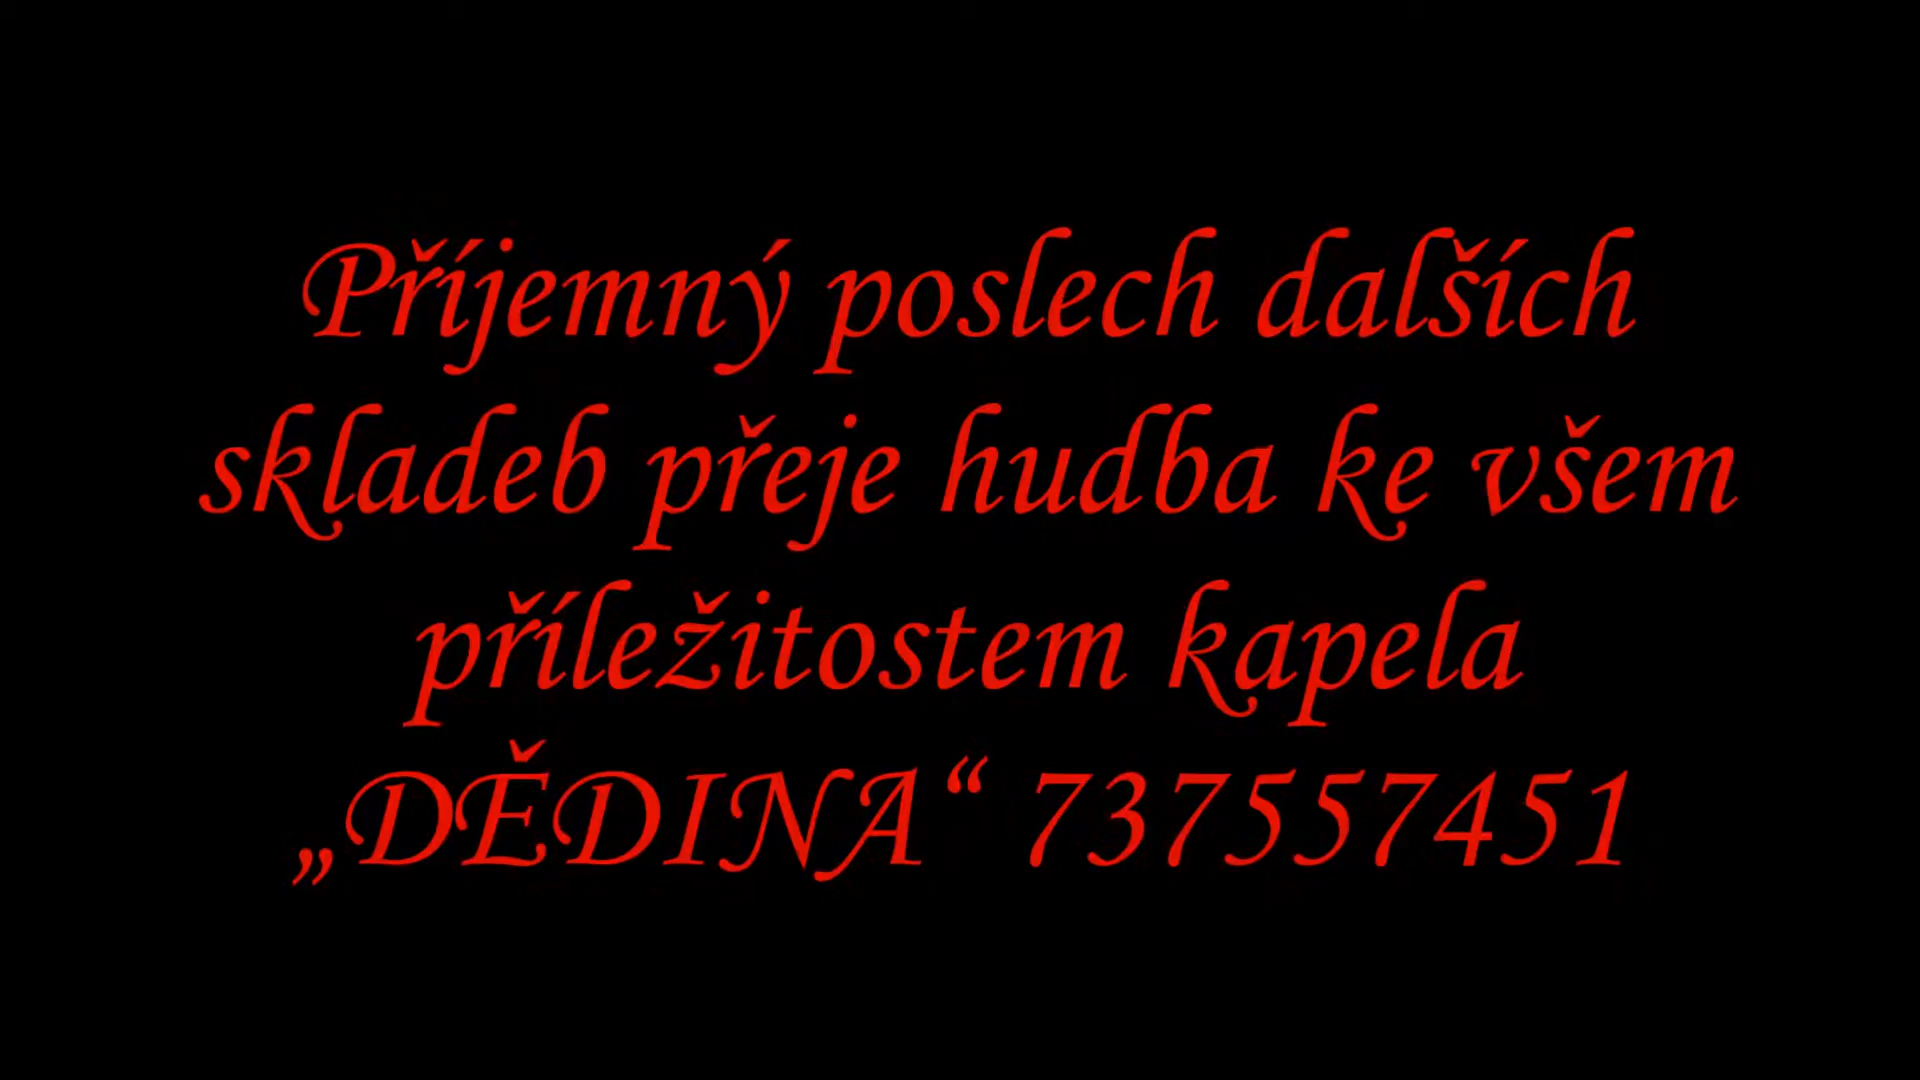 Příjemný poslech dalších
skladeb přeje hudba ke všem
příležitostem kapela
„DĚDINA“ 737557451